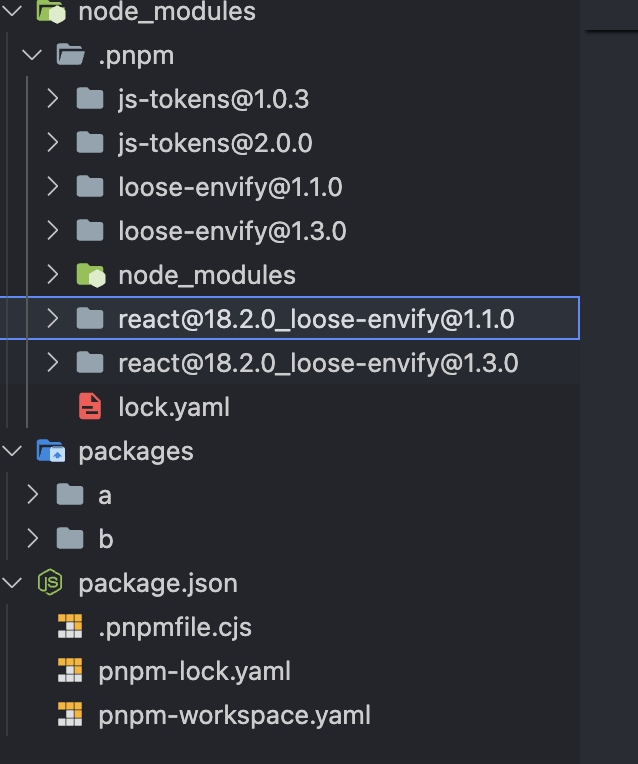 node_modules
.pnpm
js-tokens@1.0.3
js-tokens@2.0.0
loose-envify@1.1.0
loose-envify@1.3.0
node_modules
react@18.2.0_loose-envify@1.1.0
react@18.2.0_loose-envify@1.3.0
lock.yaml
packages
a
b
package.json
.pnpmfile.cjs
pnpm-lock.yaml
pnpm-workspace.yaml